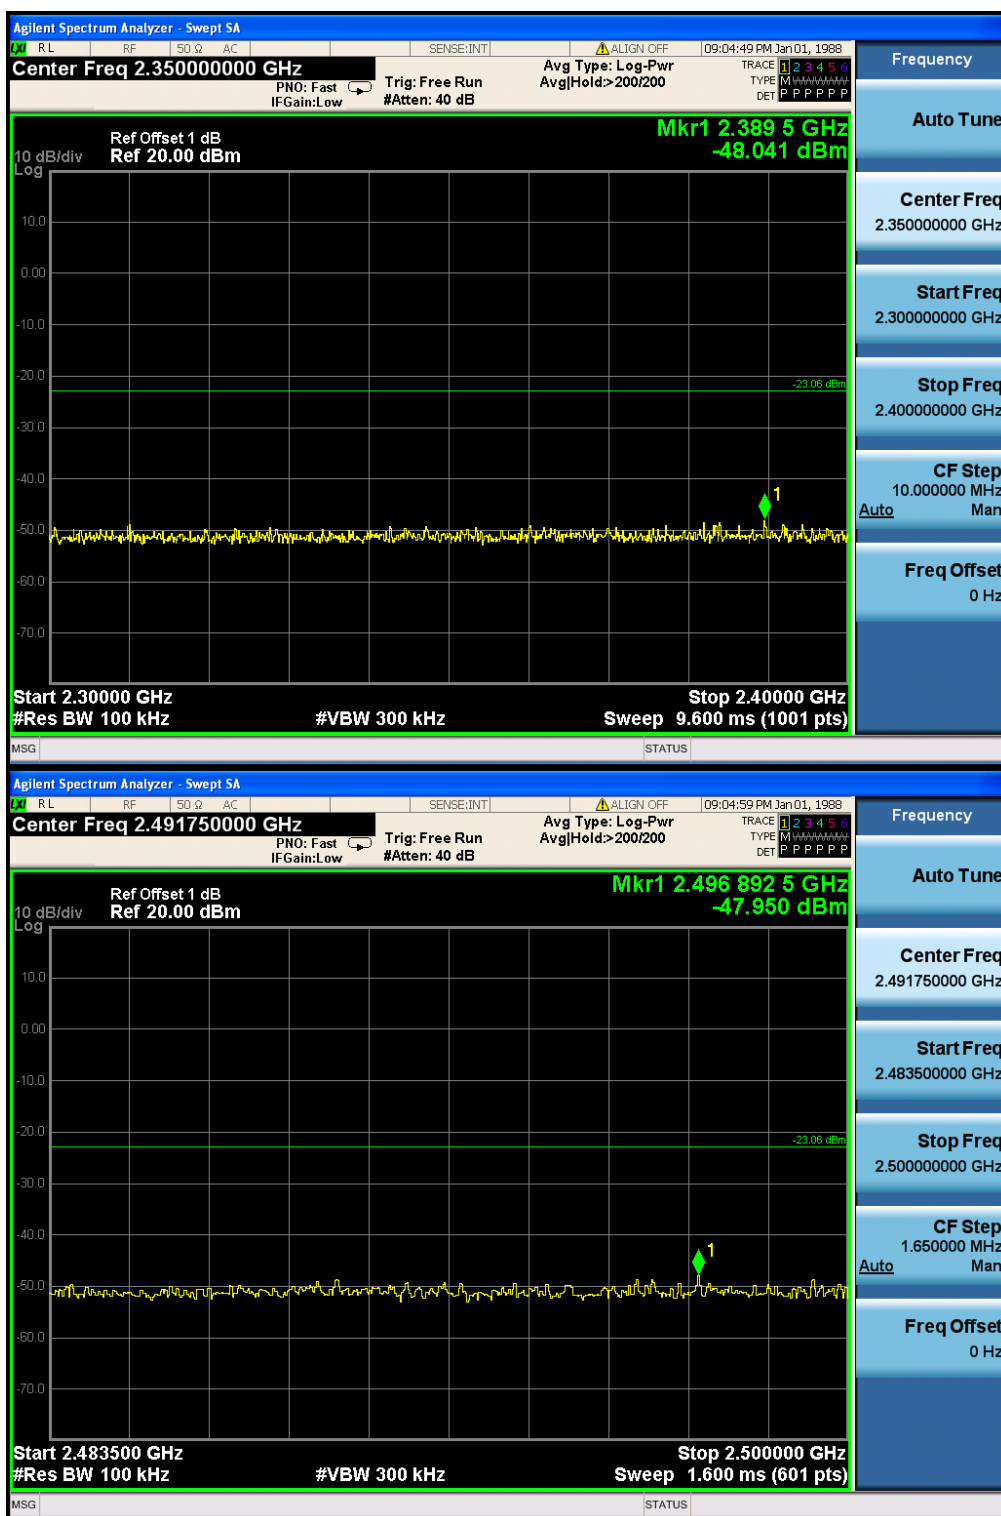 Agilent Spectrum Analyzer - Swept SA
LXI RL RF 50 Ω AC SENSE:INT ALIGN OFF 09:04:49 PM Jan 01, 1988
Center Freq 2.350000000 GHz
PNO: Fast
IFGain:Low
Trig: Free Run
#Atten: 40 dB
Avg Type: Log-Pwr
Avg|Hold:>200/200
TRACE 1 2 3 4 5 6
TYPE M
DET P P P P P P
Mkr1 2.389 5 GHz
-48.041 dBm
Ref Offset 1 dB
10 dB/div Ref 20.00 dBm
Log
10.0
0.00
-10.0
-20.0
-23.06 dBm
-30.0
-40.0
1
-50.0
-60.0
-70.0
Start 2.30000 GHz Stop 2.40000 GHz
#Res BW 100 kHz #VBW 300 kHz Sweep 9.600 ms (1001 pts)
MSG STATUS
Frequency
Auto Tune
Center Freq
2.350000000 GHz
Start Freq
2.300000000 GHz
Stop Freq
2.400000000 GHz
CF Step
10.000000 MHz
Auto Man
Freq Offset
0 Hz
Agilent Spectrum Analyzer - Swept SA
LXI RL RF 50 Ω AC SENSE:INT ALIGN OFF 09:04:59 PM Jan 01, 1988
Center Freq 2.491750000 GHz
PNO: Fast
IFGain:Low
Trig: Free Run
#Atten: 40 dB
Avg Type: Log-Pwr
Avg|Hold:>200/200
TRACE 1 2 3 4 5 6
TYPE M
DET P P P P P P
Mkr1 2.496 892 5 GHz
-47.950 dBm
Ref Offset 1 dB
10 dB/div Ref 20.00 dBm
Log
10.0
0.00
-10.0
-20.0
-23.06 dBm
-30.0
-40.0
1
-50.0
-60.0
-70.0
Start 2.483500 GHz Stop 2.500000 GHz
#Res BW 100 kHz #VBW 300 kHz Sweep 1.600 ms (601 pts)
MSG STATUS
Frequency
Auto Tune
Center Freq
2.491750000 GHz
Start Freq
2.483500000 GHz
Stop Freq
2.500000000 GHz
CF Step
1.650000 MHz
Auto Man
Freq Offset
0 Hz